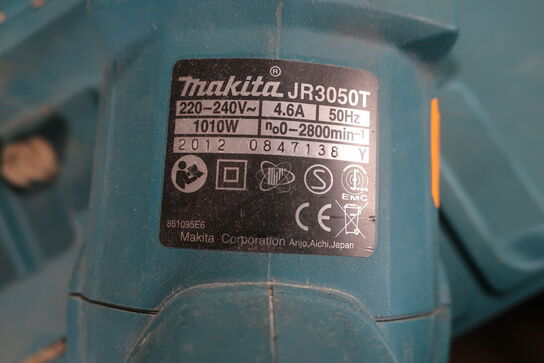 makita® JR3050T
220-240V~ 4.6A 50Hz
1010W n₀0-2800min⁻¹
2012 0847138 Y
S
EMC
CE
861095E6
Makita Corporation Anjo, Aichi, Japan